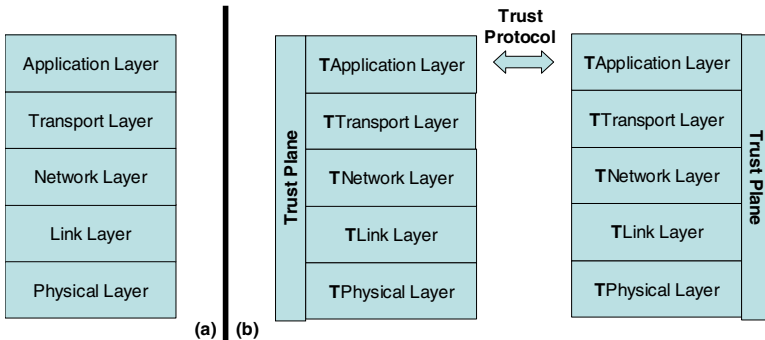 Application Layer
Transport Layer
Network Layer
Link Layer
Physical Layer
(a)
(b)
Trust Plane
TApplication Layer
TTransport Layer
TNetwork Layer
TLink Layer
TPhysical Layer
Trust
Protocol
TApplication Layer
TTransport Layer
TNetwork Layer
TLink Layer
TPhysical Layer
Trust Plane